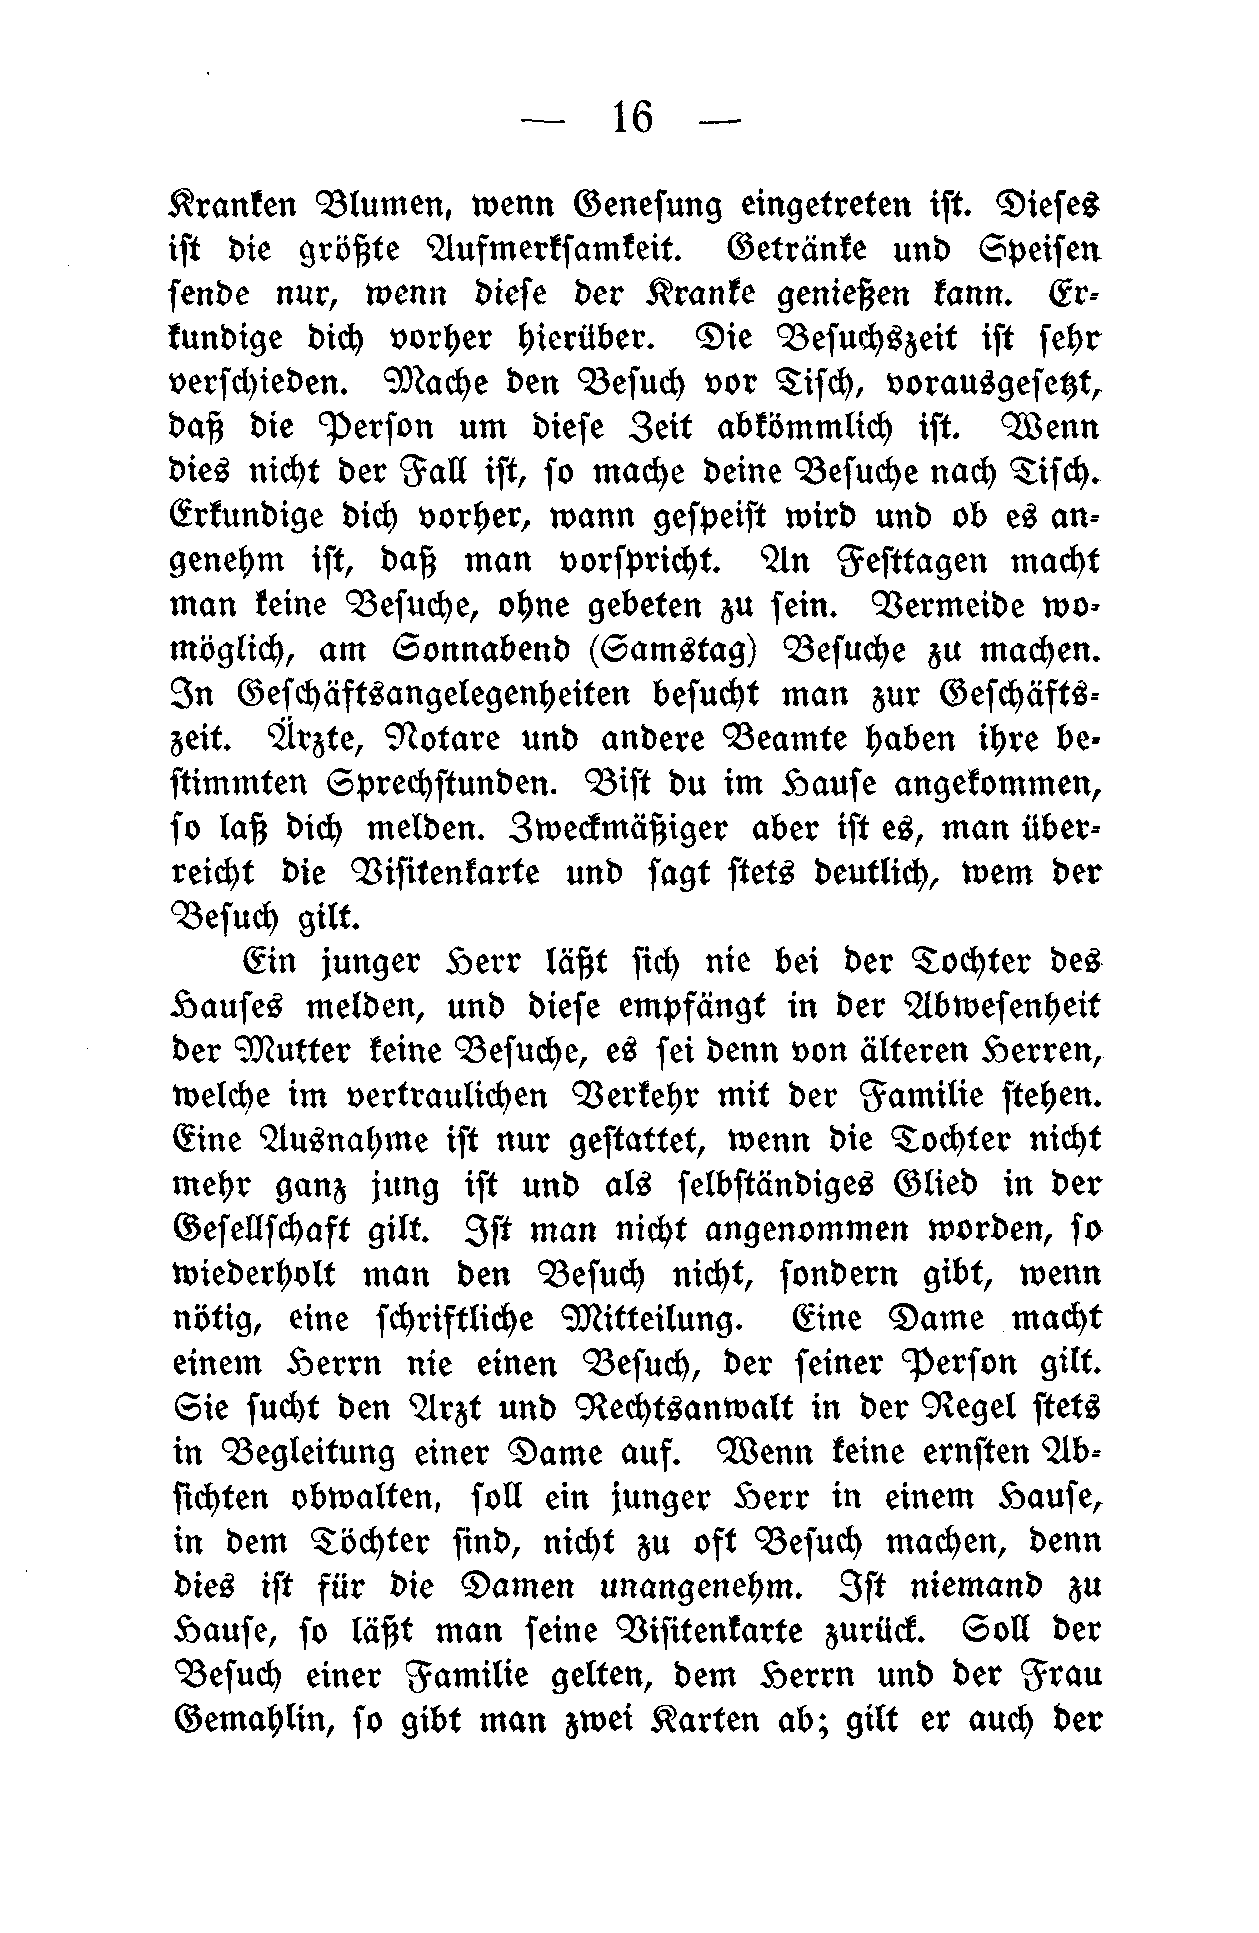 — 16 —
Kranken Blumen, wenn Geneſung eingetreten iſt. Dieſes
iſt die größte Aufmerkſamkeit. Getränke und Speiſen
ſende nur, wenn dieſe der Kranke genießen kann. Er-
kundige dich vorher hierüber. Die Beſuchszeit iſt ſehr
verſchieden. Mache den Beſuch vor Tiſch, vorausgeſetzt,
daß die Perſon um dieſe Zeit abkömmlich iſt. Wenn
dies nicht der Fall iſt, ſo mache deine Beſuche nach Tiſch.
Erkundige dich vorher, wann geſpeiſt wird und ob es an-
genehm iſt, daß man vorſpricht. An Feſttagen macht
man keine Beſuche, ohne gebeten zu ſein. Vermeide wo-
möglich, am Sonnabend (Samstag) Beſuche zu machen.
In Geſchäftsangelegenheiten beſucht man zur Geſchäfts-
zeit. Ärzte, Notare und andere Beamte haben ihre be-
ſtimmten Sprechſtunden. Biſt du im Hauſe angekommen,
ſo laß dich melden. Zweckmäßiger aber iſt es, man über-
reicht die Viſitenkarte und ſagt ſtets deutlich, wem der
Beſuch gilt.
Ein junger Herr läßt ſich nie bei der Tochter des
Hauſes melden, und dieſe empfängt in der Abweſenheit
der Mutter keine Beſuche, es ſei denn von älteren Herren,
welche im vertraulichen Verkehr mit der Familie ſtehen.
Eine Ausnahme iſt nur geſtattet, wenn die Tochter nicht
mehr ganz jung iſt und als ſelbſtändiges Glied in der
Geſellſchaft gilt. Iſt man nicht angenommen worden, ſo
wiederholt man den Beſuch nicht, ſondern gibt, wenn
nötig, eine ſchriftliche Mitteilung. Eine Dame macht
einem Herrn nie einen Beſuch, der ſeiner Perſon gilt.
Sie ſucht den Arzt und Rechtsanwalt in der Regel ſtets
in Begleitung einer Dame auf. Wenn keine ernſten Ab-
ſichten obwalten, ſoll ein junger Herr in einem Hauſe,
in dem Töchter ſind, nicht zu oft Beſuch machen, denn
dies iſt für die Damen unangenehm. Iſt niemand zu
Hauſe, ſo läßt man ſeine Viſitenkarte zurück. Soll der
Beſuch einer Familie gelten, dem Herrn und der Frau
Gemahlin, ſo gibt man zwei Karten ab; gilt er auch der